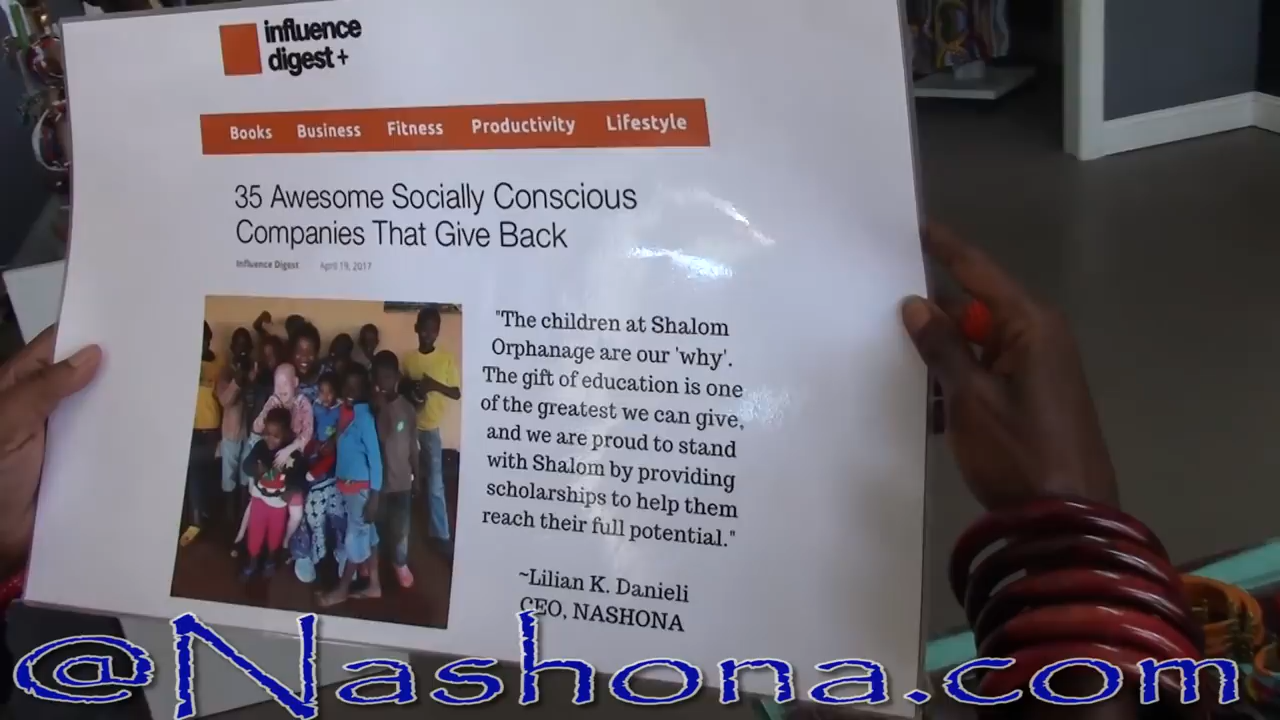 influence
digest+
Books Business Fitness Productivity Lifestyle
35 Awesome Socially Conscious
Companies That Give Back
Influence Digest April 19, 2017
"The children at Shalom
Orphanage are our 'why'.
The gift of education is one
of the greatest we can give,
and we are proud to stand
with Shalom by providing
scholarships to help them
reach their full potential."
~Lilian K. Danieli
CEO, NASHONA
@Nashona.com